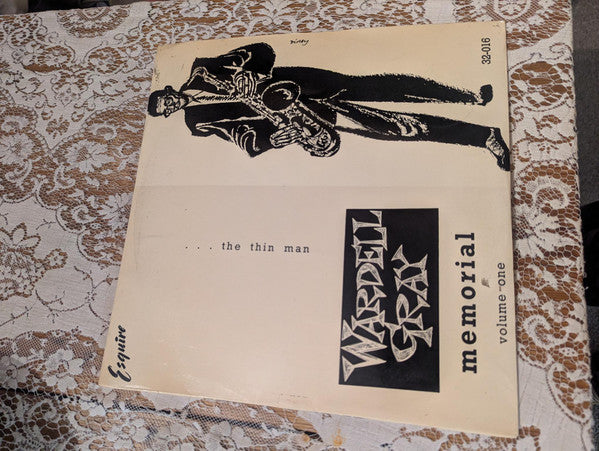 Esquire
. . . the thin man
WARDELL
GRAY
memorial
volume-one
32-016